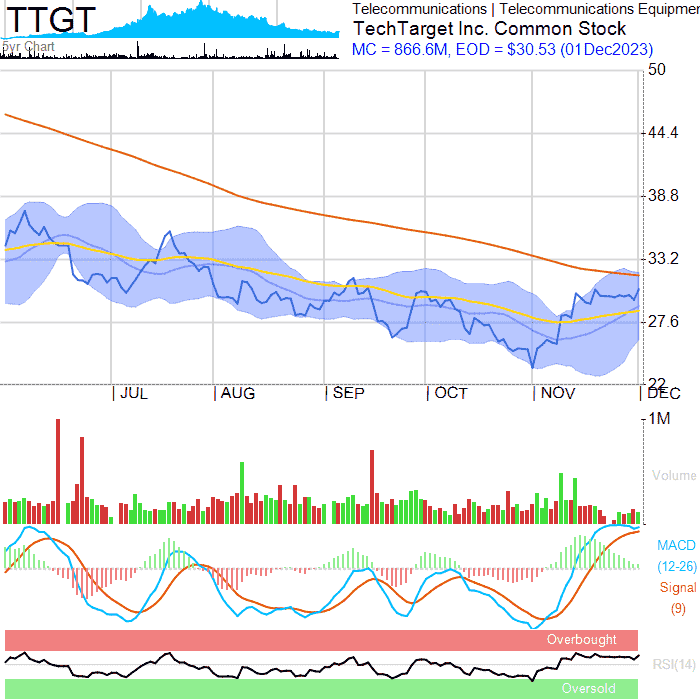 TTGT
5yr Chart
Telecommunications | Telecommunications Equipmen
TechTarget Inc. Common Stock
MC = 866.6M, EOD = $30.53 (01Dec2023)
50
44.4
38.8
33.2
27.6
22
JUL
AUG
SEP
OCT
NOV
DEC
1M
Volume
MACD
(12-26)
Signal
(9)
Overbought
RSI(14)
Oversold